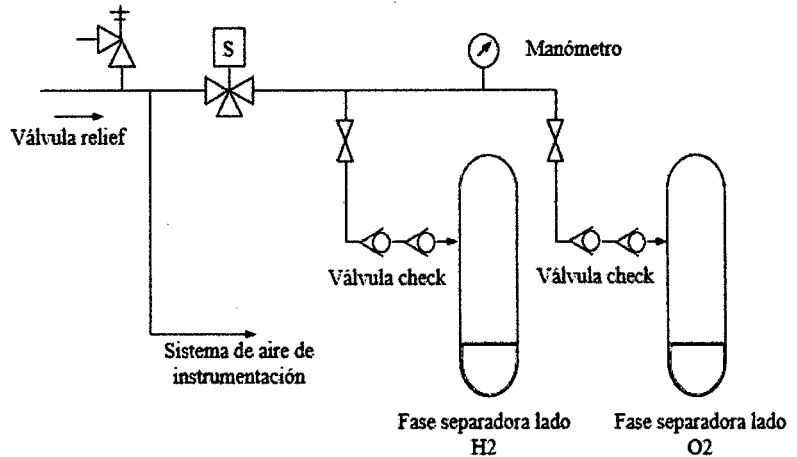 S
Manómetro
Válvula relief
Válvula check
Válvula check
Sistema de aire de
instrumentación
Fase separadora lado
H2
Fase separadora lado
O2